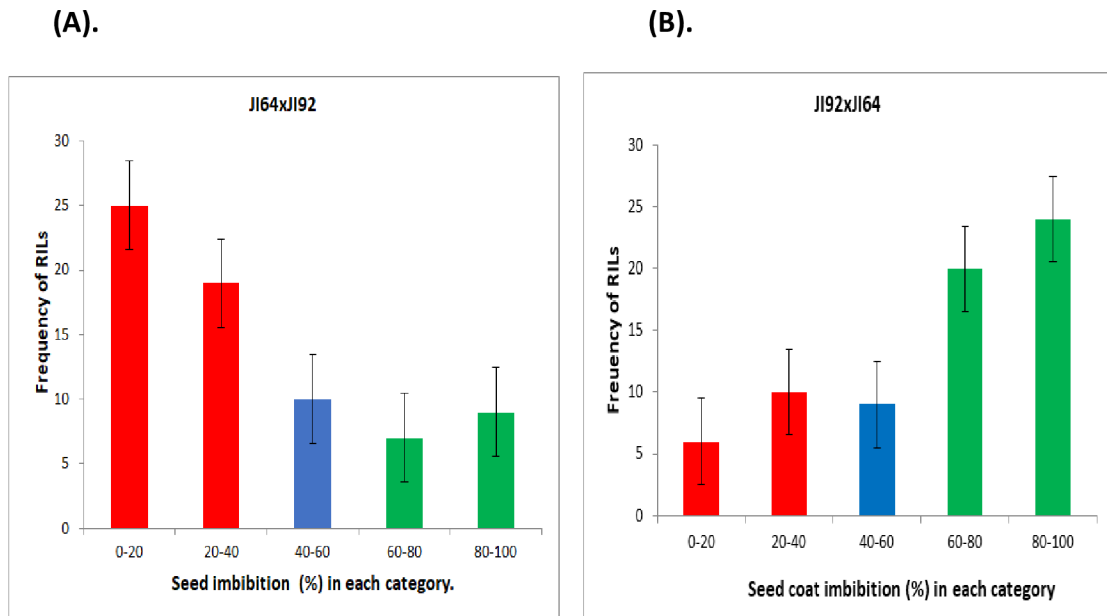 (A).
JI64xJI92
Frequency of RILs
30
25
20
15
10
5
0
0-20 20-40 40-60 60-80 80-100
Seed imbibition (%) in each category.
(B).
JI92xJI64
Freuency of RILs
30
25
20
15
10
5
0
0-20 20-40 40-60 60-80 80-100
Seed coat imbibition (%) in each category